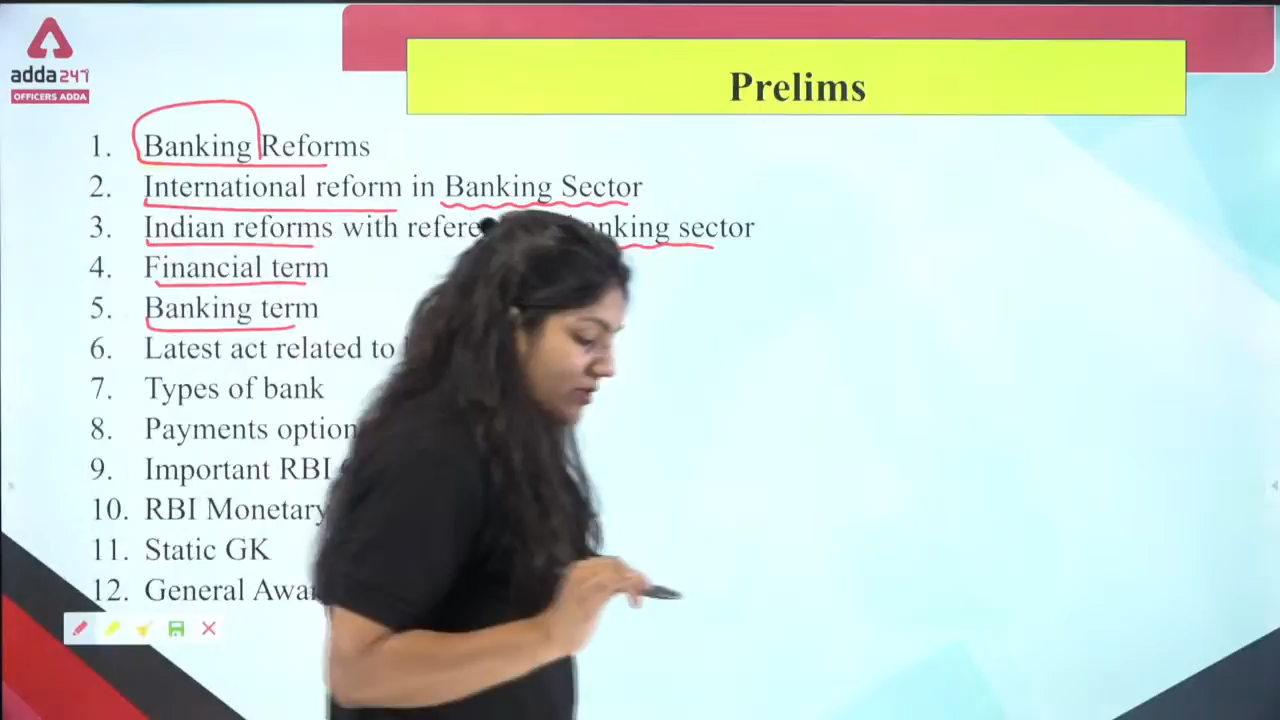 adda247
OFFICERS ADDA
Prelims
1. Banking Reforms
2. International reform in Banking Sector
3. Indian reforms with sector
4. Financial term
5. Banking term
6. Latest act related to
7. Types of bank
8. Payments option
9. Important RBI
10. RBI Monetary
11. Static GK
12. General